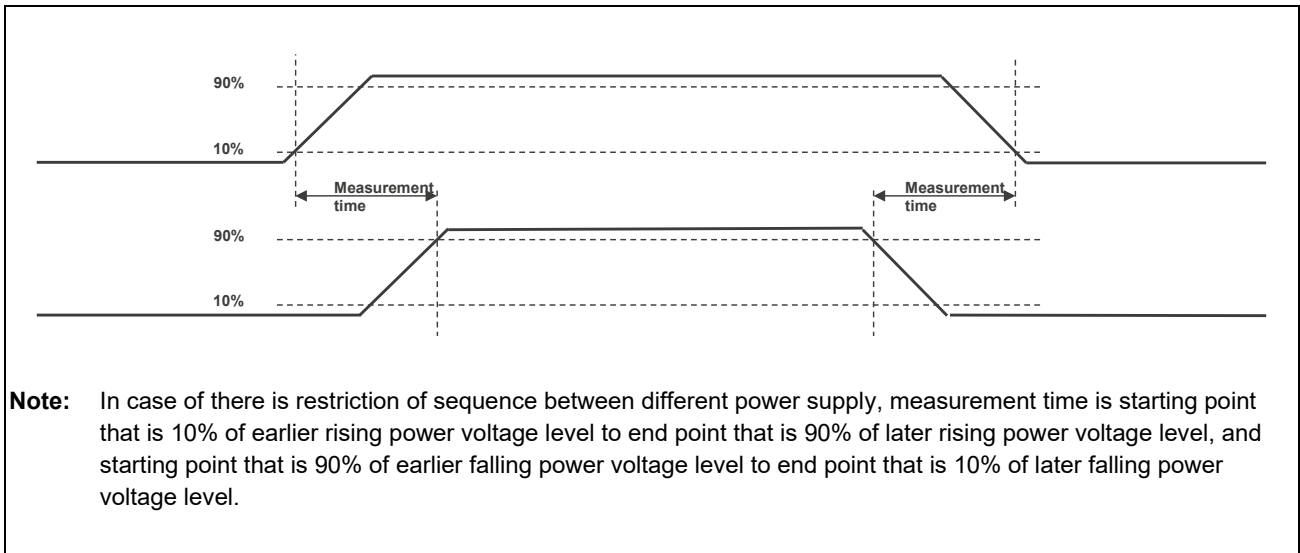 90%
10%
Measurement
time
Measurement
time
90%
10%
Note: In case of there is restriction of sequence between different power supply, measurement time is starting point
that is 10% of earlier rising power voltage level to end point that is 90% of later rising power voltage level, and
starting point that is 90% of earlier falling power voltage level to end point that is 10% of later falling power
voltage level.